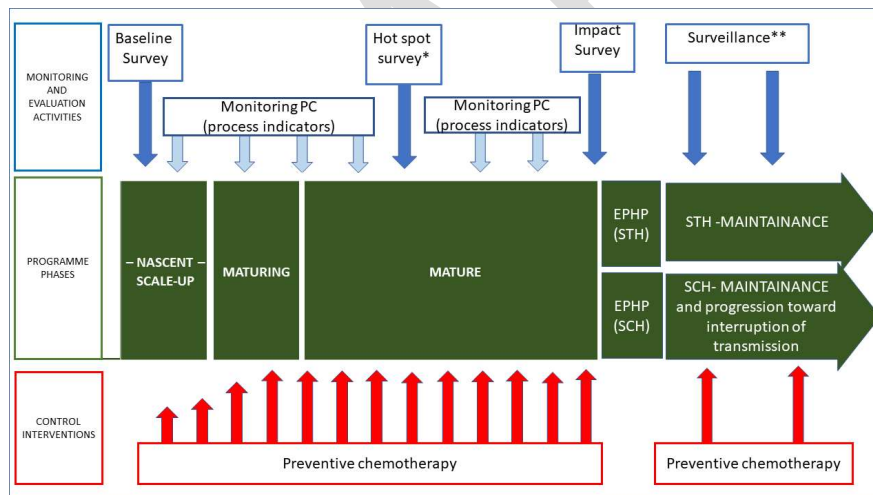 MONITORING
AND
EVALUATION
ACTIVITIES
Baseline
Survey
Hot spot
survey*
Impact
Survey
Surveillance**
Monitoring PC
(process indicators)
Monitoring PC
(process indicators)
PROGRAMME
PHASES
– NASCENT –
SCALE-UP
MATURING
MATURE
EPHP
(STH)
EPHP
(SCH)
STH -MAINTAINANCE
SCH- MAINTAINANCE
and progression toward
interruption of
transmission
CONTROL
INTERVENTIONS
Preventive chemotherapy
Preventive chemotherapy